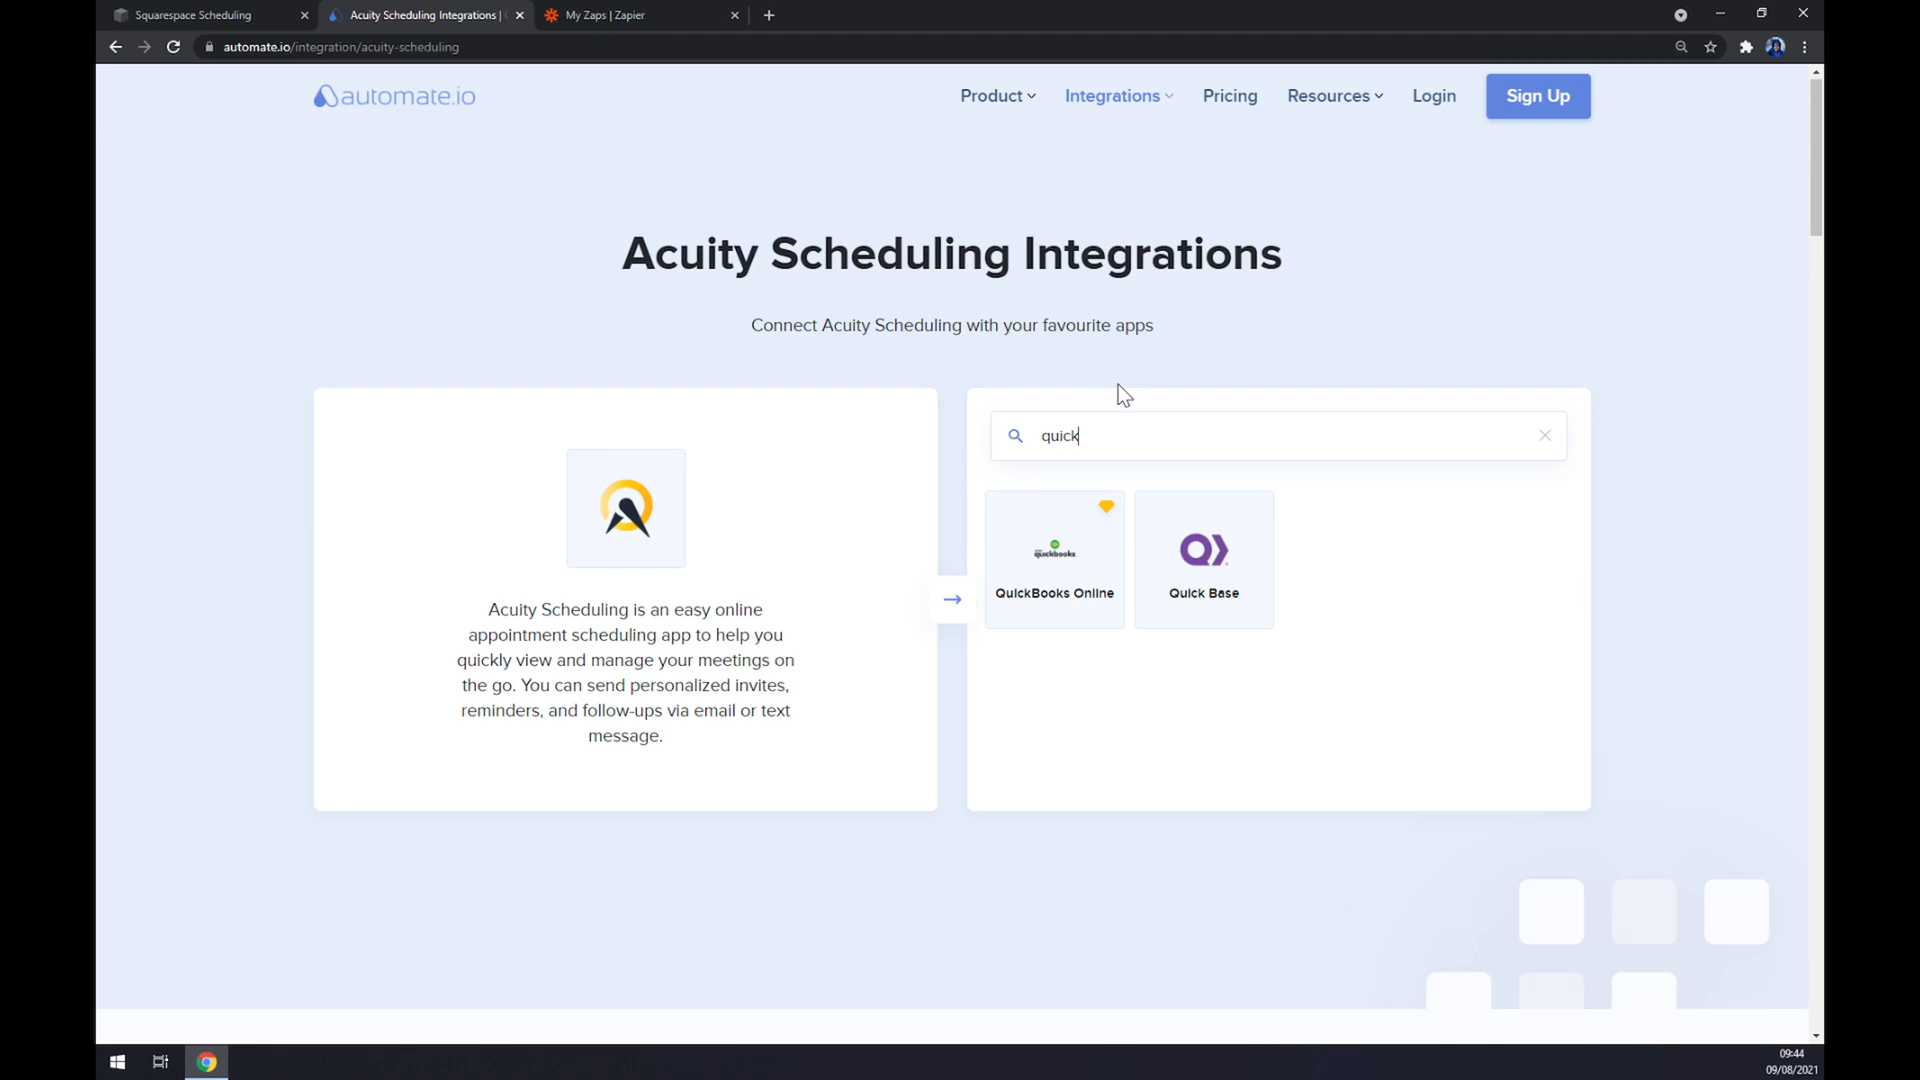 Squarespace Scheduling
Acuity Scheduling Integrations |
My Zaps | Zapier
automate.io/integration/acuity-scheduling
automate.io
Product
Integrations
Pricing
Resources
Login
Sign Up
Acuity Scheduling Integrations
Connect Acuity Scheduling with your favourite apps
quick
quickbooks
QuickBooks Online
Quick Base
Acuity Scheduling is an easy online
appointment scheduling app to help you
quickly view and manage your meetings on
the go. You can send personalized invites,
reminders, and follow-ups via email or text
message.
09:44
09/08/2021